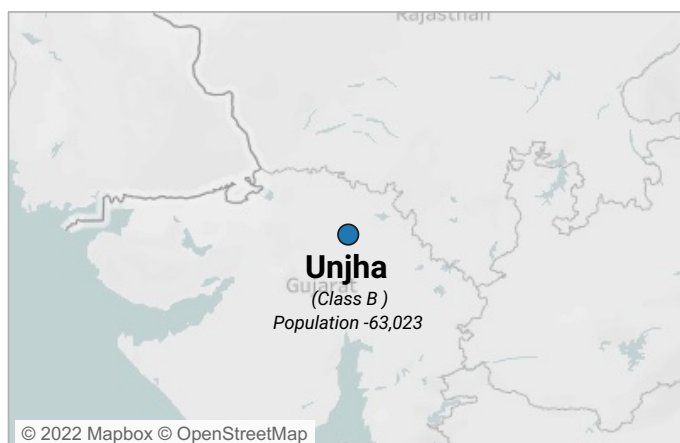 Rajasthan
Unjha
Gujarat
(Class B )
Population -63,023
© 2022 Mapbox © OpenStreetMap